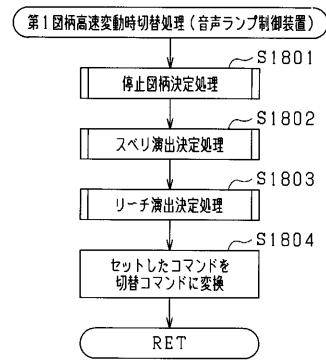 第１図柄高速変動時切替処理（音声ランプ制御装置）
S1801
停止図柄決定処理
S1802
スベリ演出決定処理
S1803
リーチ演出決定処理
S1804
セットしたコマンドを
切替コマンドに変換
RET